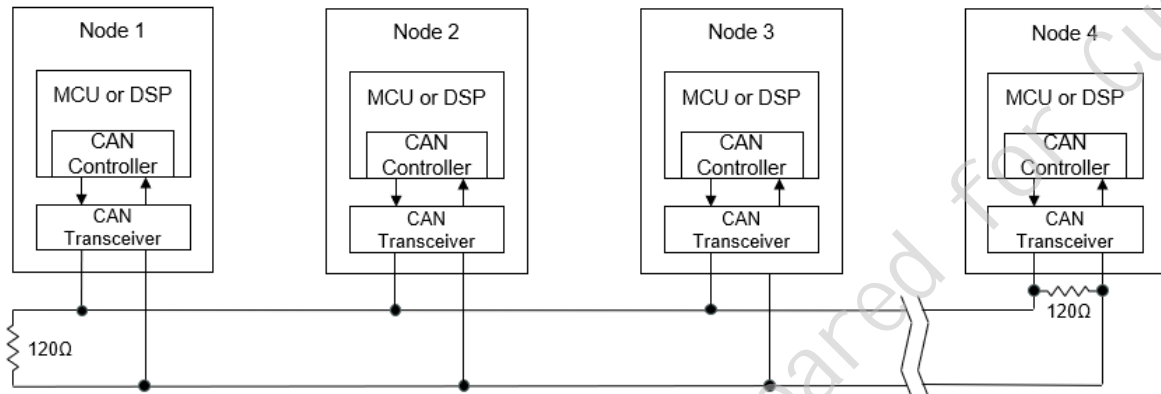 Node 1
MCU or DSP
CAN
Controller
CAN
Transceiver
Node 2
MCU or DSP
CAN
Controller
CAN
Transceiver
Node 3
MCU or DSP
CAN
Controller
CAN
Transceiver
Node 4
MCU or DSP
CAN
Controller
CAN
Transceiver
120Ω
120Ω
for